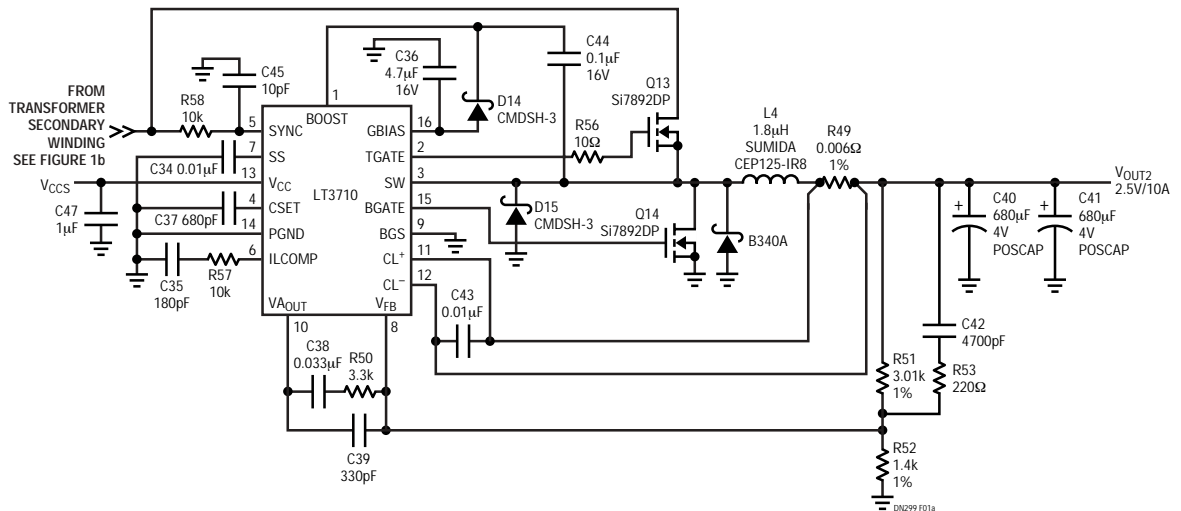 FROM
TRANSFORMER
SECONDARY
WINDING
SEE FIGURE 1b
R58
10k
C45
10pF
C36
4.7µF
16V
D14
CMDSH-3
C44
0.1µF
16V
Q13
Si7892DP
R56
10Ω
L4
1.8µH
SUMIDA
CEP125-IR8
R49
0.006Ω
1%
VOUT2
2.5V/10A
VCCS
C47
1µF
C34 0.01µF
C37 680pF
C35
180pF
R57
10k
LT3710
1
BOOST
5
SYNC
7
SS
13
VCC
4
CSET
14
PGND
6
ILCOMP
VAOUT
10
VFB
8
16
GBIAS
2
TGATE
3
SW
15
BGATE
9
BGS
11
CL+
12
CL–
D15
CMDSH-3
Q14
Si7892DP
B340A
+
C40
680µF
4V
POSCAP
+
C41
680µF
4V
POSCAP
C43
0.01µF
C38
0.033µF
R50
3.3k
C39
330pF
R51
3.01k
1%
C42
4700pF
R53
220Ω
R52
1.4k
1%
DN299 F01a